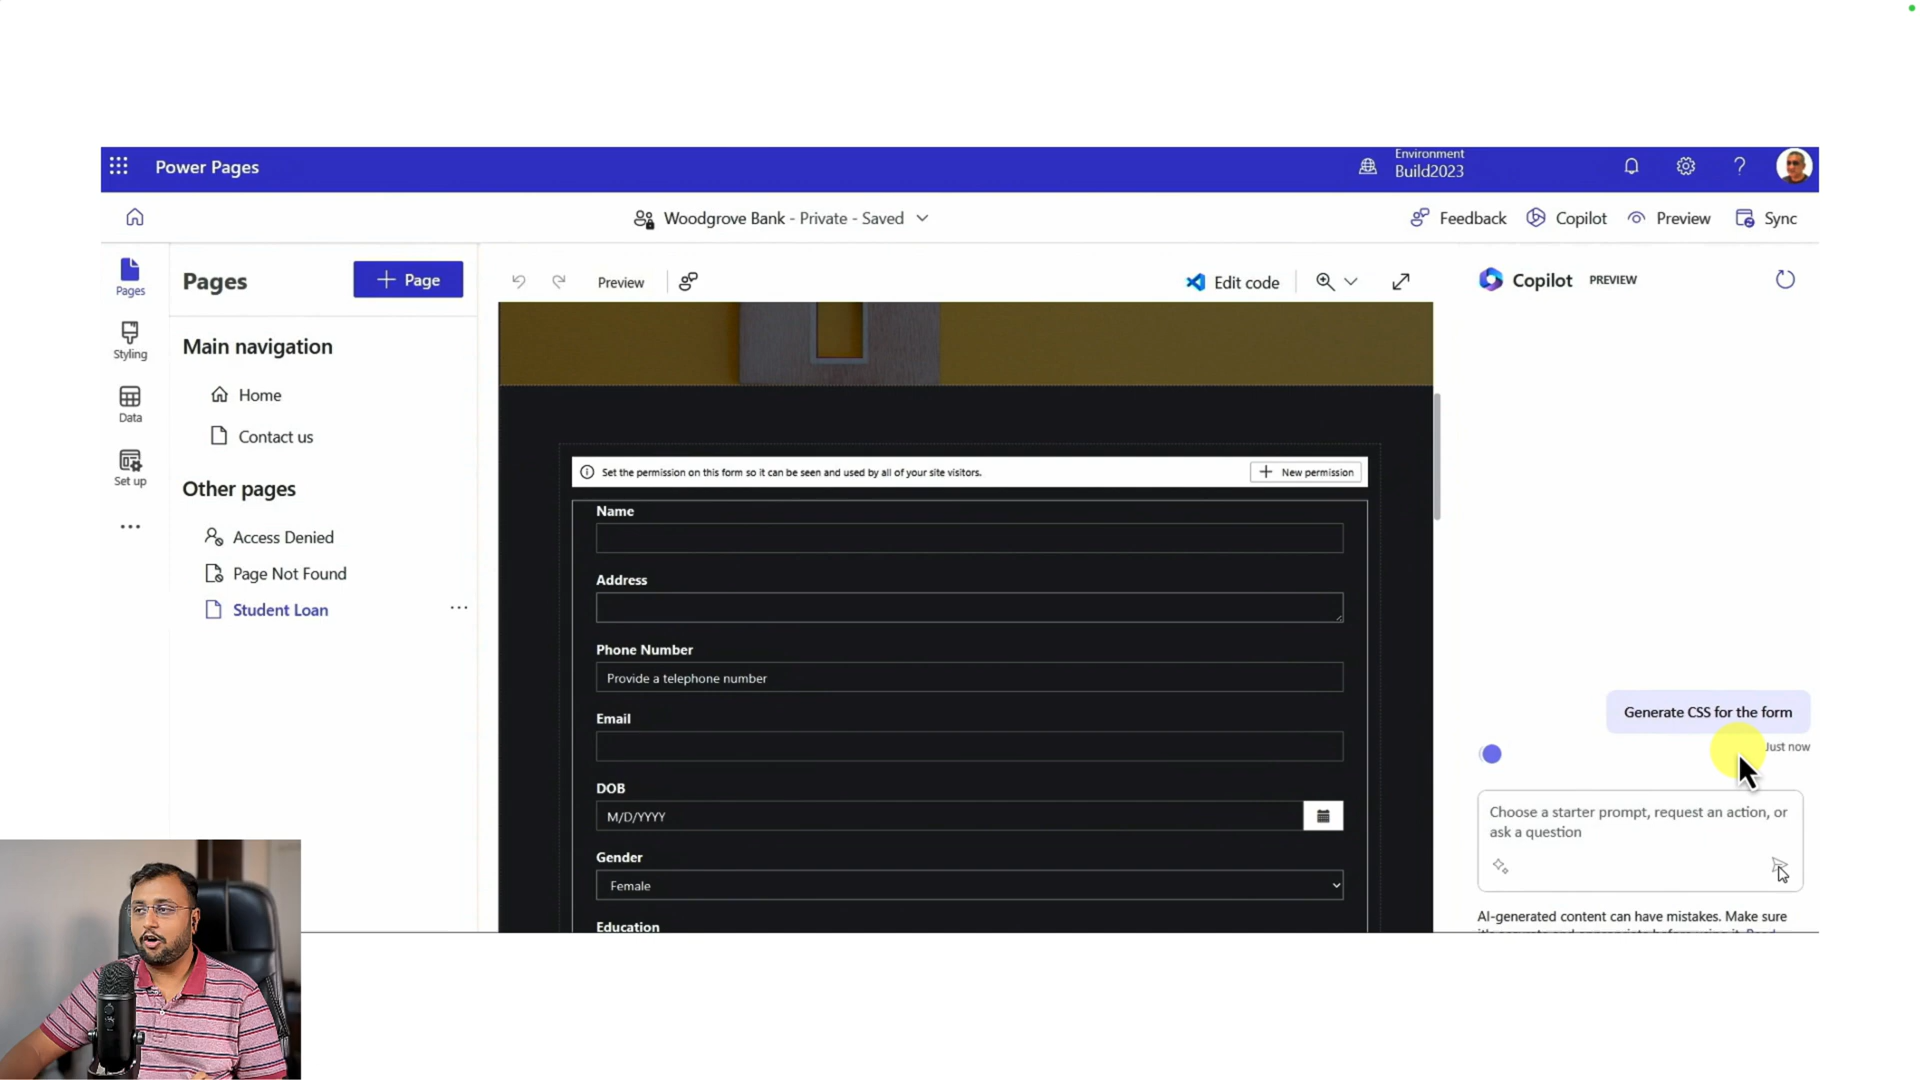 Power Pages
Environment
Build2023
Woodgrove Bank - Private - Saved
Feedback
Copilot
Preview
Sync
Pages
Styling
Data
Set up
Pages
+ Page
Main navigation
Home
Contact us
Other pages
Access Denied
Page Not Found
Student Loan
Preview
Edit code
Set the permission on this form so it can be seen and used by all of your site visitors.
+ New permission
Name
Address
Phone Number
Provide a telephone number
Email
DOB
M/D/YYYY
Gender
Female
Education
Copilot PREVIEW
Generate CSS for the form
Just now
Choose a starter prompt, request an action, or
ask a question
AI-generated content can have mistakes. Make sure